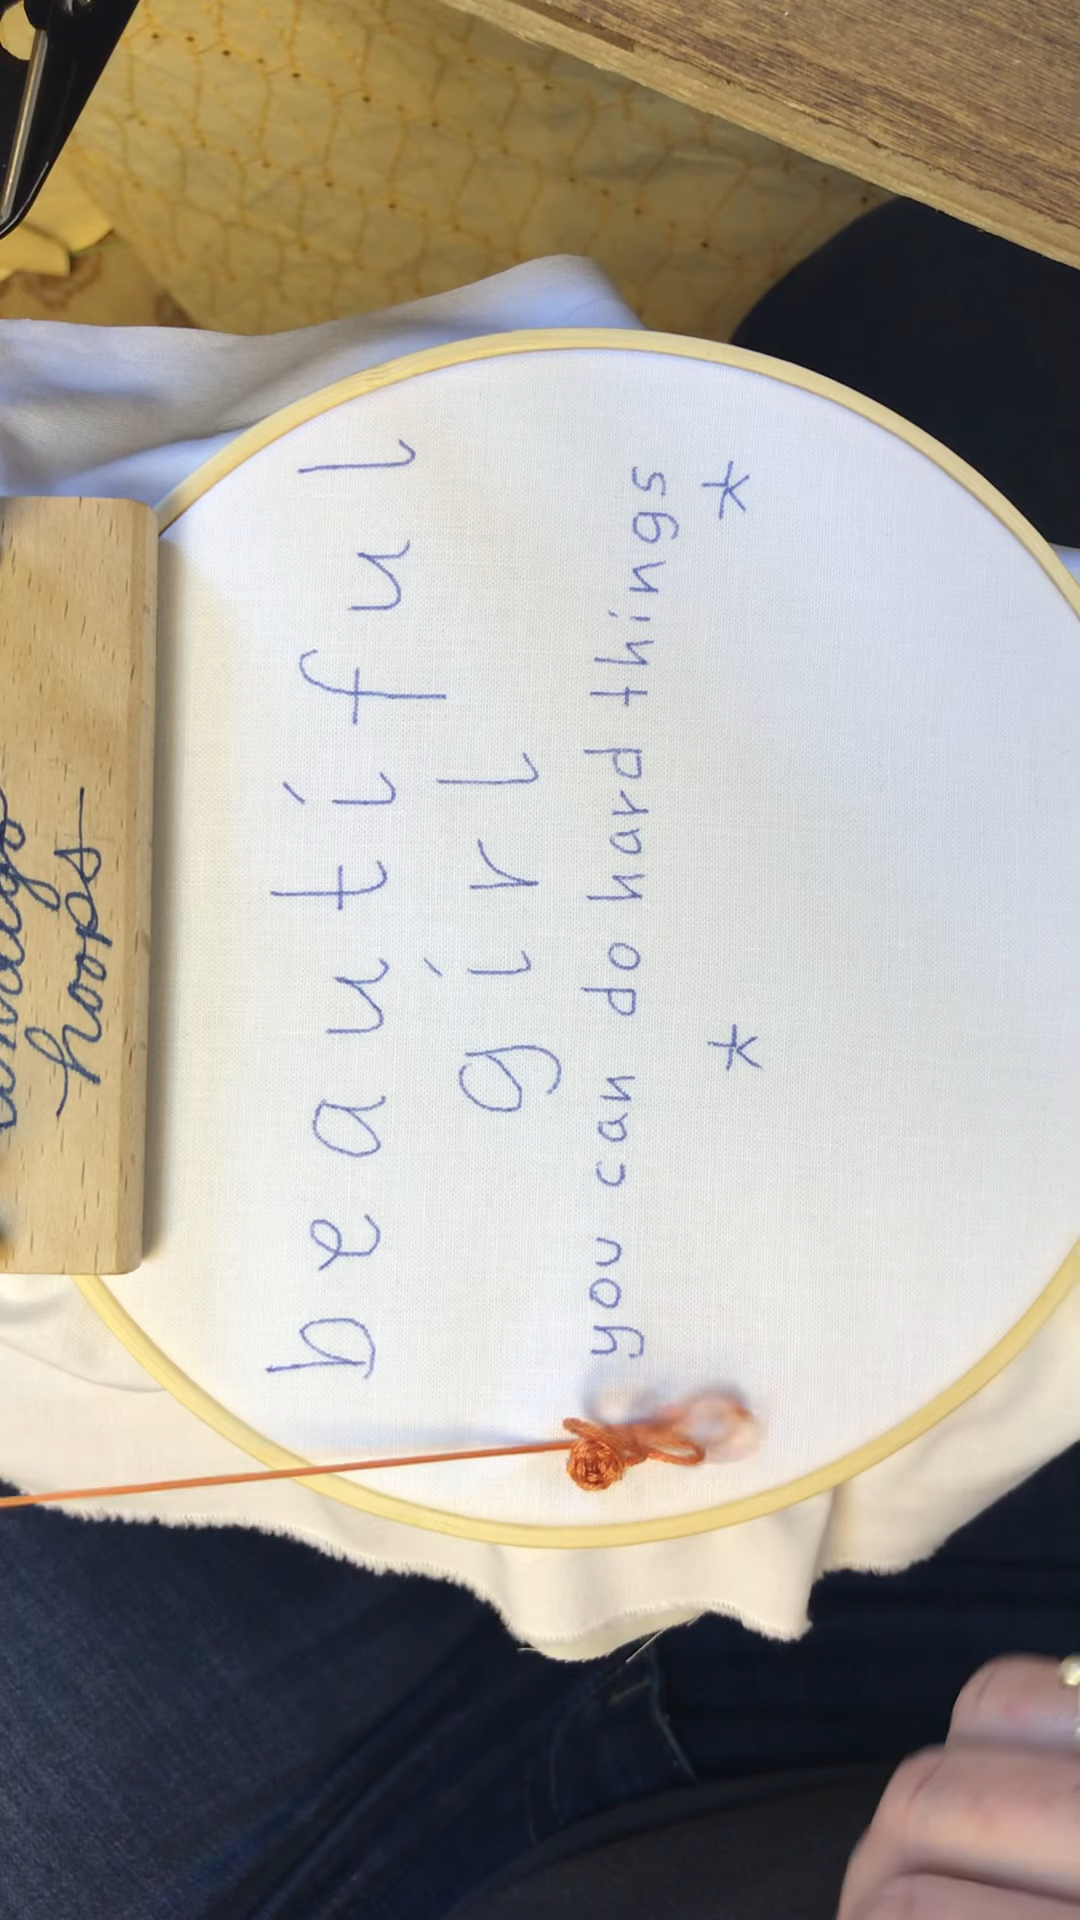 hoops
beautiful
girl
you can do hard things
* *